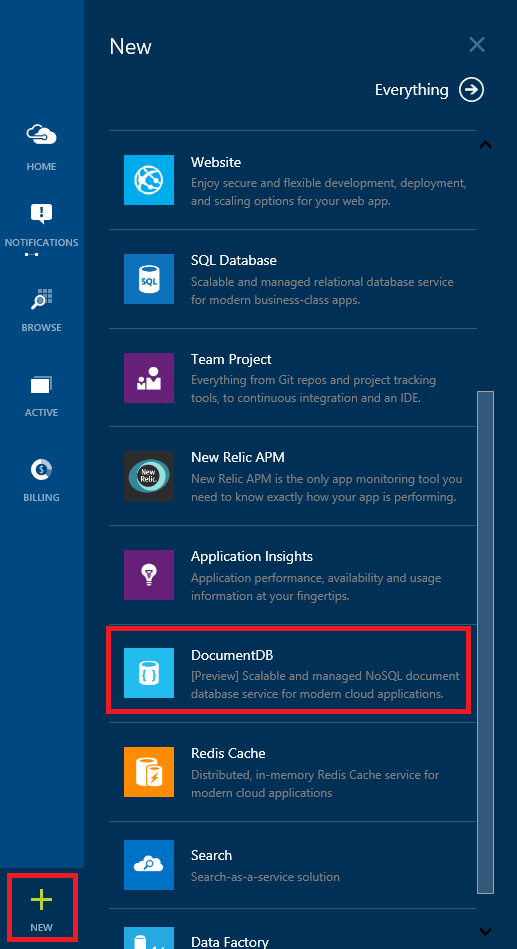 New
Everything
HOME
NOTIFICATIONS
BROWSE
ACTIVE
BILLING
NEW
Website
Enjoy secure and flexible development, deployment,
and scaling options for your web app.
SQL
SQL Database
Scalable and managed relational database service
for modern business-class apps.
Team Project
Everything from Git repos and project tracking
tools, to continuous integration and an IDE.
New
Relic.
New Relic APM
New Relic APM is the only app monitoring tool you
need to know exactly how your app is performing.
Application Insights
Application performance, availability and usage
information at your fingertips.
DocumentDB
[Preview] Scalable and managed NoSQL document
database service for modern cloud applications.
Redis Cache
Distributed, in-memory Redis Cache service for
modern cloud applications
Search
Search-as-a-service solution
Data Factory